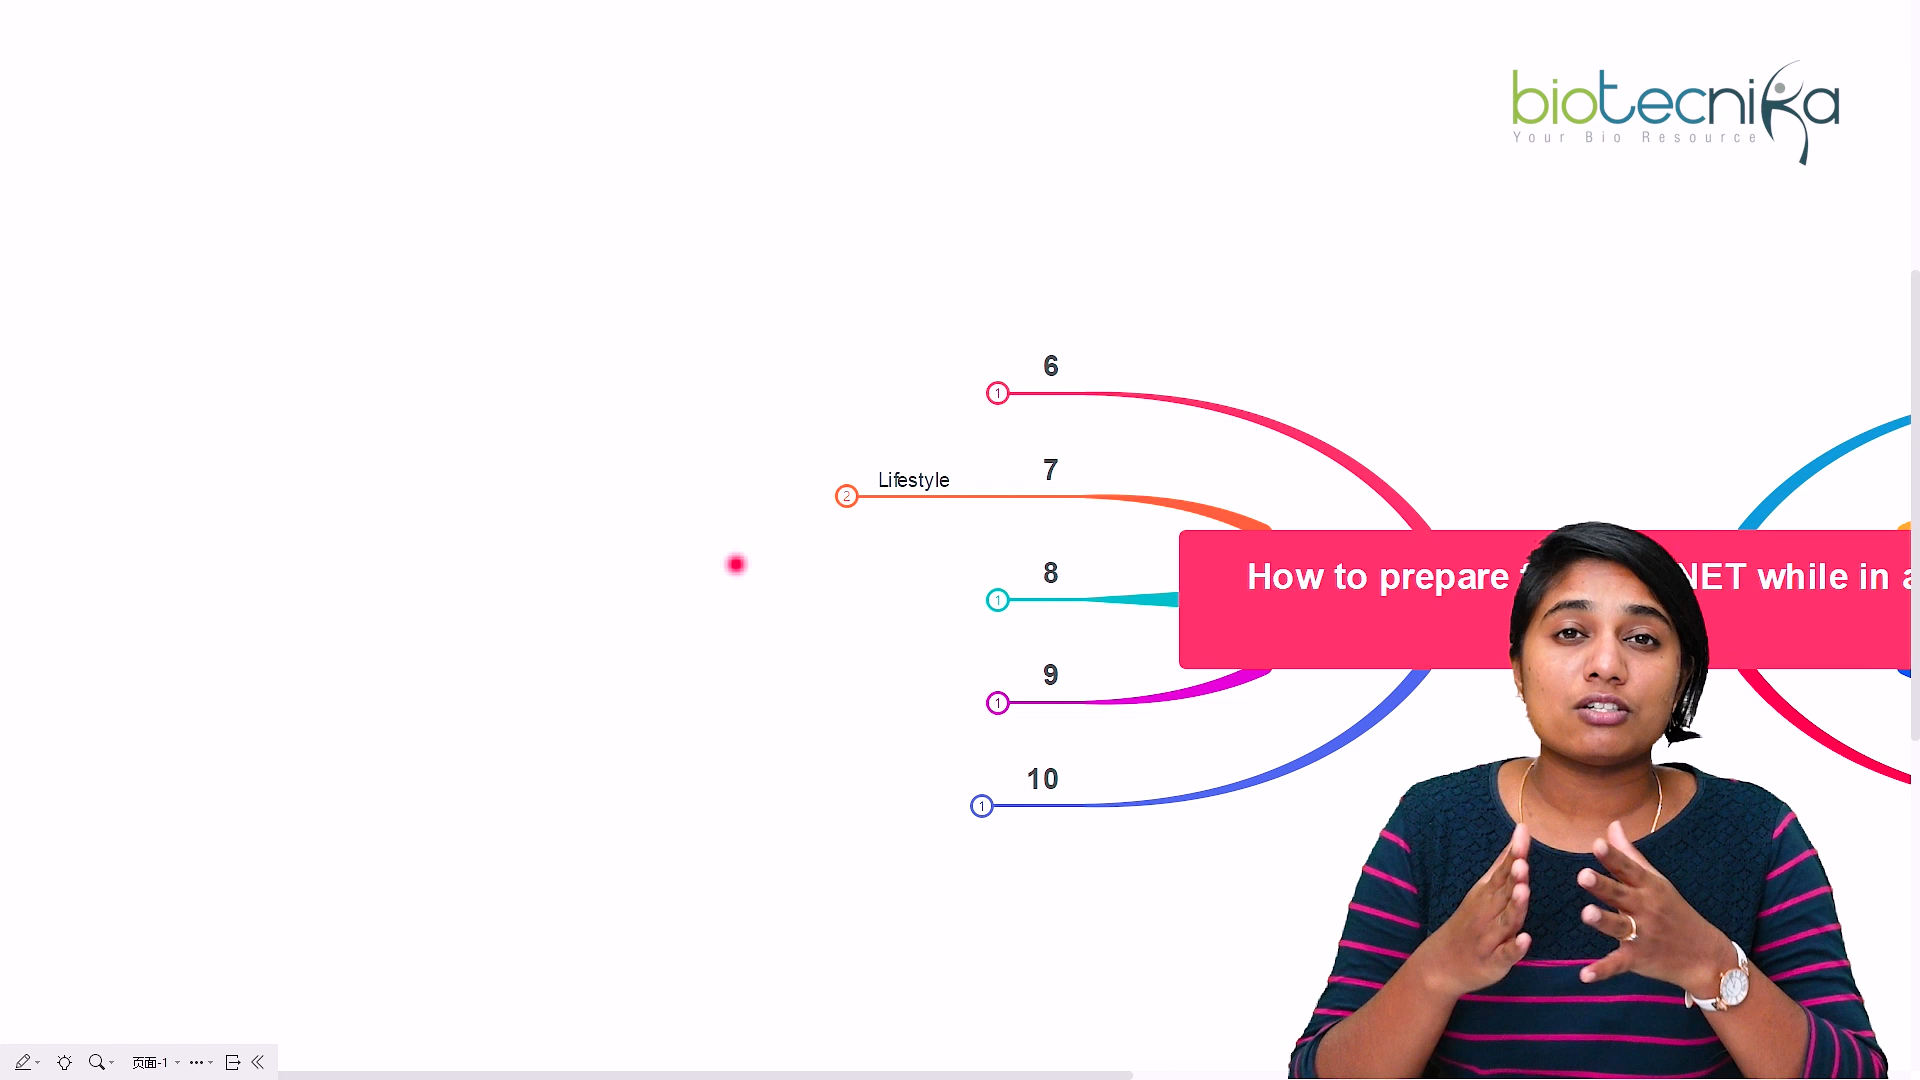 biotecnika
Your Bio Resource
6
1
Lifestyle
7
2
8
1
How to prepare NET while in
9
1
10
1
页面-1